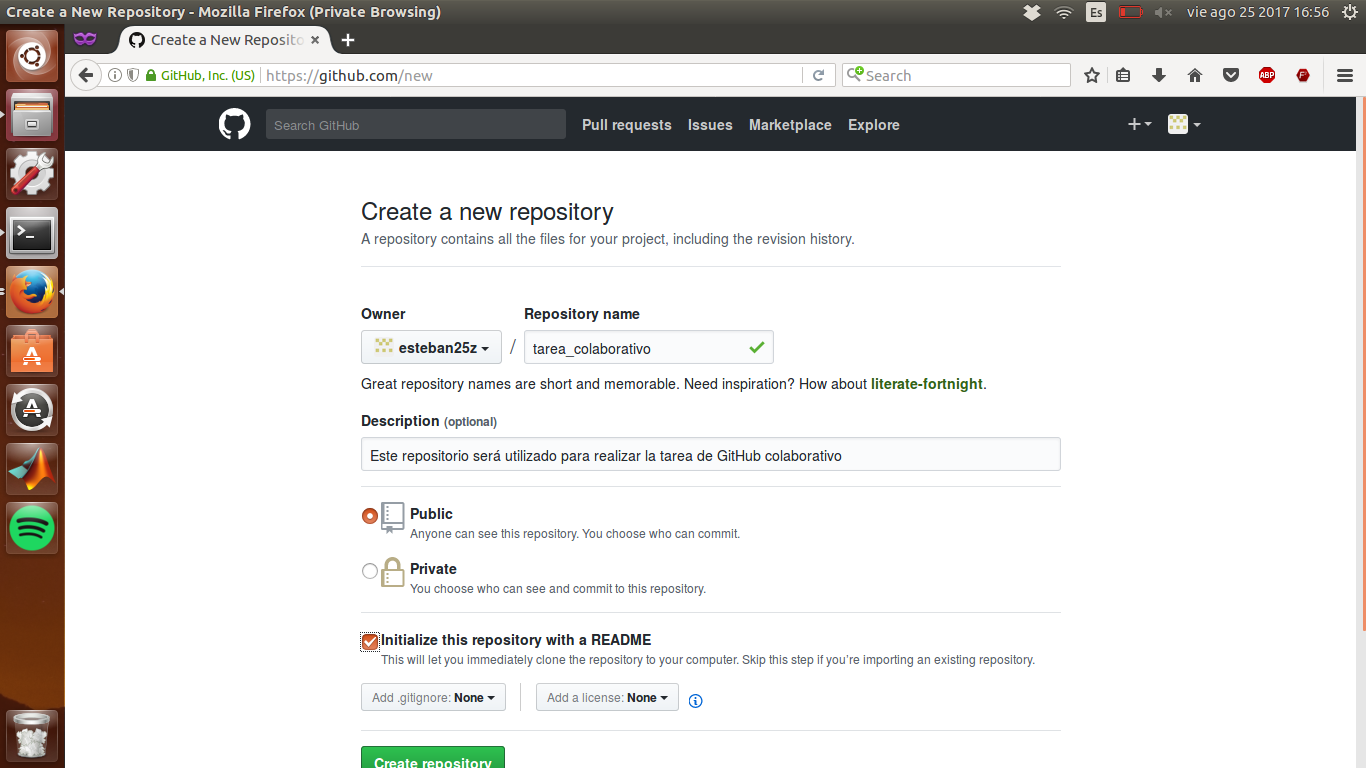 Create a New Repository - Mozilla Firefox (Private Browsing)
Es
vie ago 25 2017 16:56
Create a New Reposito
GitHub, Inc. (US)
https://github.com/new
Search
ABP
Search GitHub
Pull requests
Issues
Marketplace
Explore
Create a new repository
A repository contains all the files for your project, including the revision history.
Owner
Repository name
esteban25z
/
tarea_colaborativo
Great repository names are short and memorable. Need inspiration? How about literate-fortnight.
Description (optional)
Este repositorio será utilizado para realizar la tarea de GitHub colaborativo
Public
Anyone can see this repository. You choose who can commit.
Private
You choose who can see and commit to this repository.
Initialize this repository with a README
This will let you immediately clone the repository to your computer. Skip this step if you're importing an existing repository.
Add .gitignore: None
Add a license: None
Create repository